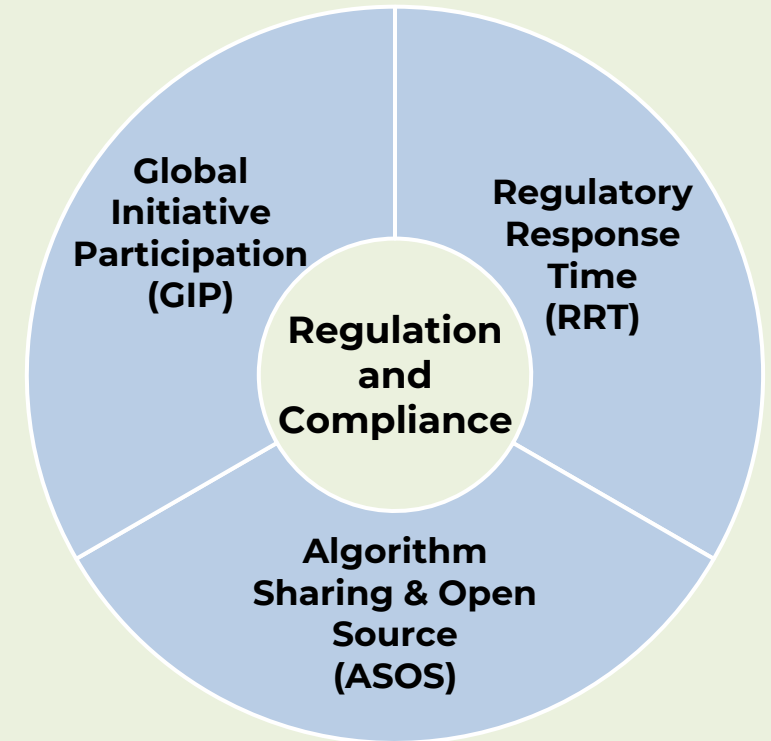 Global
Initiative
Participation
(GIP)
Regulatory
Response
Time
(RRT)
Regulation
and
Compliance
Algorithm
Sharing & Open
Source
(ASOS)